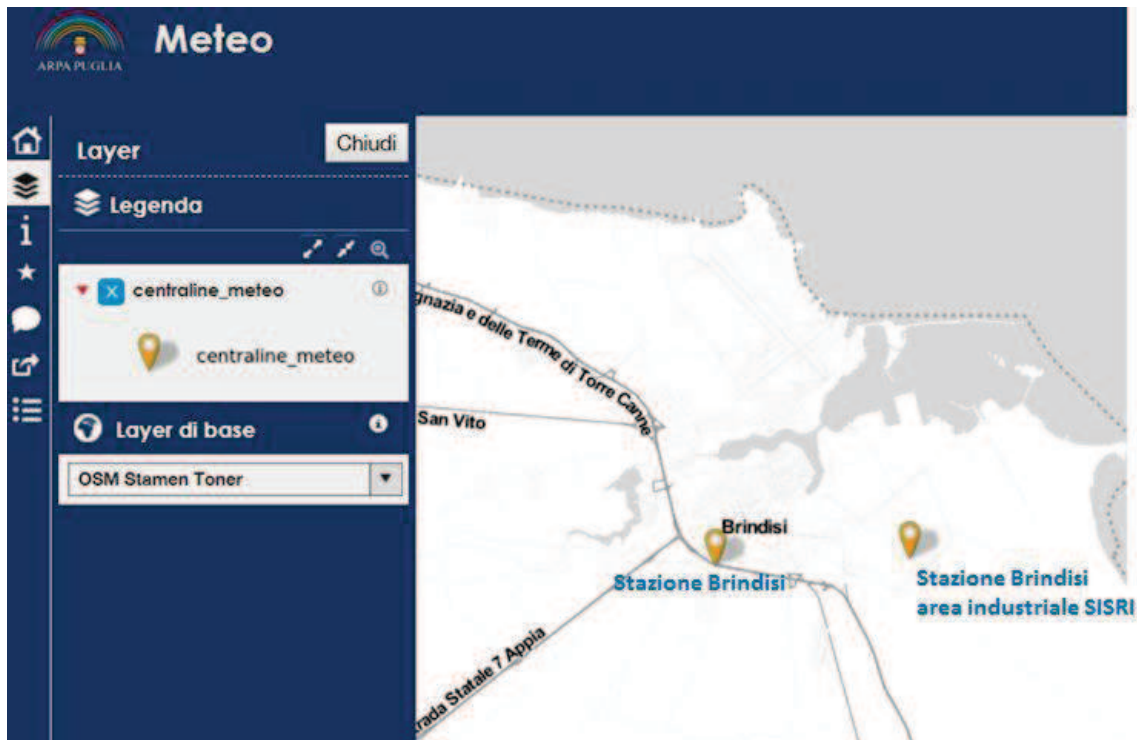 Meteo
ARPA PUGLIA
Layer
Chiudi
Legenda
centraline_meteo
centraline_meteo
Layer di base
OSM Stamen Toner
gnazia e delle Terme di Torre Canne
San Vito
Brindisi
Stazione Brindisi
Stazione Brindisi
area industriale SISRI
rada Statale 7 Appia